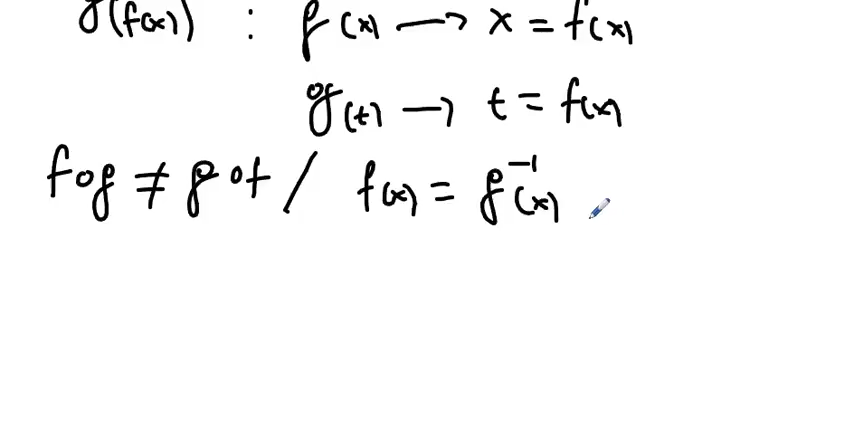 g(f(x)) : g(x) → x = f(x)
g(t) → t = f(x)
fog ≠ gof / f(x) = g⁻¹(x)